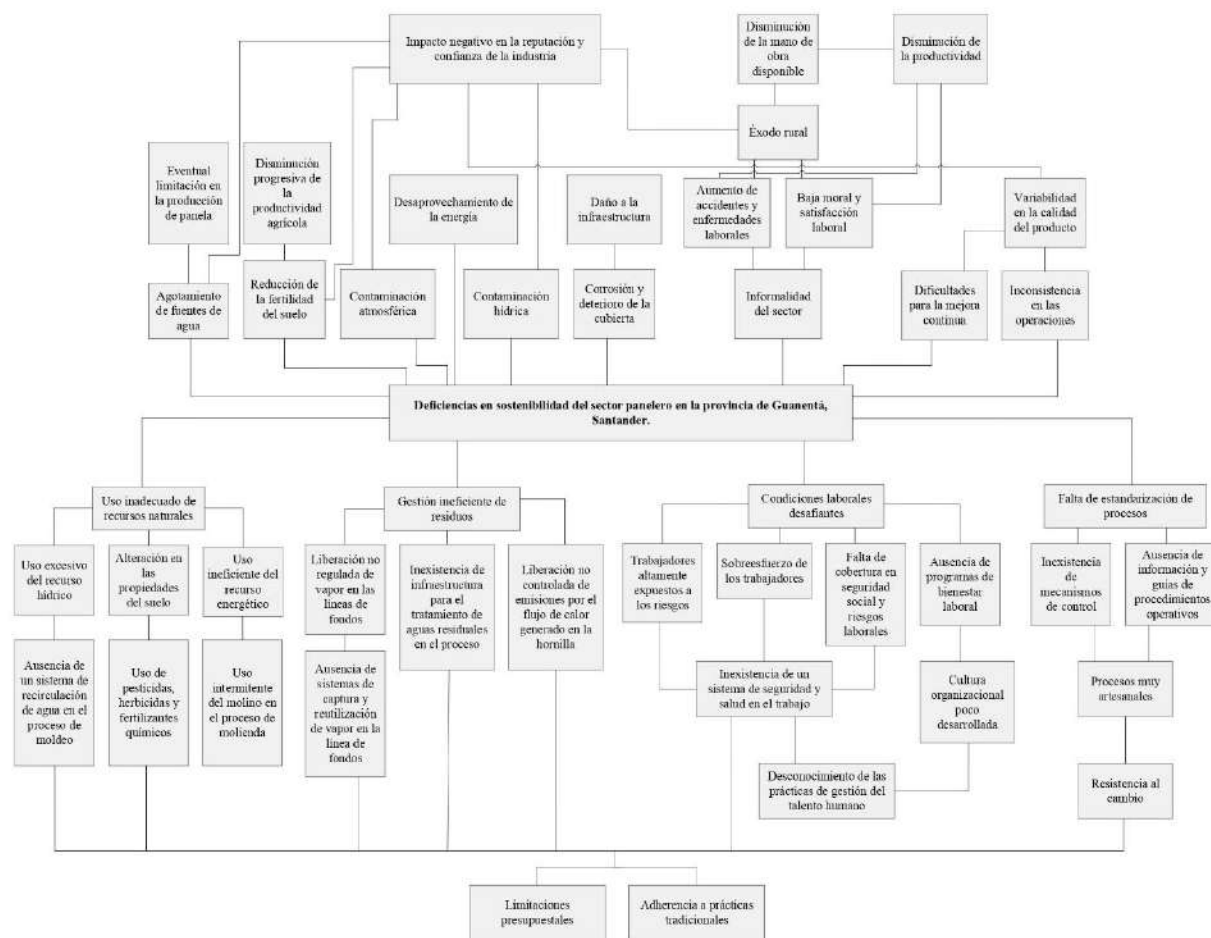 Impacto negativo en la reputación y
confianza de la industria
Disminución
de la mano de
obra
disponible
Disminución de
la productividad
Éxodo rural
Eventual
limitación en
la producción
de panela
Disminución
progresiva de
la
productividad
agrícola
Desaprovechamiento
de la energía
Daño a la
infraestructura
Aumento de
accidentes y
enfermedades
laborales
Baja moral y
satisfacción
laboral
Variabilidad
en la calidad
del producto
Agotamiento
de fuentes de
agua
Reducción de
la fertilidad
del suelo
Contaminación
atmosférica
Contaminación
hídrica
Corrosión y
deterioro de la
cubierta
Informalidad
del sector
Dificultades
para la mejora
continua
Inconsistencia
en las
operaciones
Deficiencias en sostenibilidad del sector panelero en la provincia de Guanentá,
Santander.
Uso inadecuado de
recursos naturales
Gestión ineficiente de
residuos
Condiciones laborales
desafiantes
Falta de estandarización de
procesos
Uso excesivo
del recurso
hídrico
Alteración en
las
propiedades
del suelo
Uso
ineficiente del
recurso
energético
Liberación no
regulada de
vapor en las
líneas de
fondos
Inexistencia de
infraestructura
para el
tratamiento de
aguas residuales
en el proceso
Liberación no
controlada de
emisiones por el
flujo de calor
generado en la
hornilla
Trabajadores
altamente
expuestos a
los riesgos
Sobreesfuerzo
de los
trabajadores
Falta de
cobertura en
seguridad
social y
riesgos
laborales
Ausencia de
programas de
bienestar
laboral
Inexistencia
de
mecanismos
de control
Ausencia de
información y
guías de
procedimientos
operativos
Ausencia de
un sistema de
recirculación
de agua en el
proceso de
moldeo
Uso de
pesticidas,
herbicidas y
fertilizantes
químicos
Uso
intermitente
del molino en
el proceso de
molienda
Ausencia de
sistemas de
captura y
reutilización
de vapor en la
línea de
fondos
Inexistencia de un
sistema de seguridad y
salud en el trabajo
Cultura
organizacional
poco
desarrollada
Procesos muy
artesanales
Desconocimiento de las
prácticas de gestión del
talento humano
Resistencia al
cambio
Limitaciones
presupuestales
Adherencia a prácticas
tradicionales